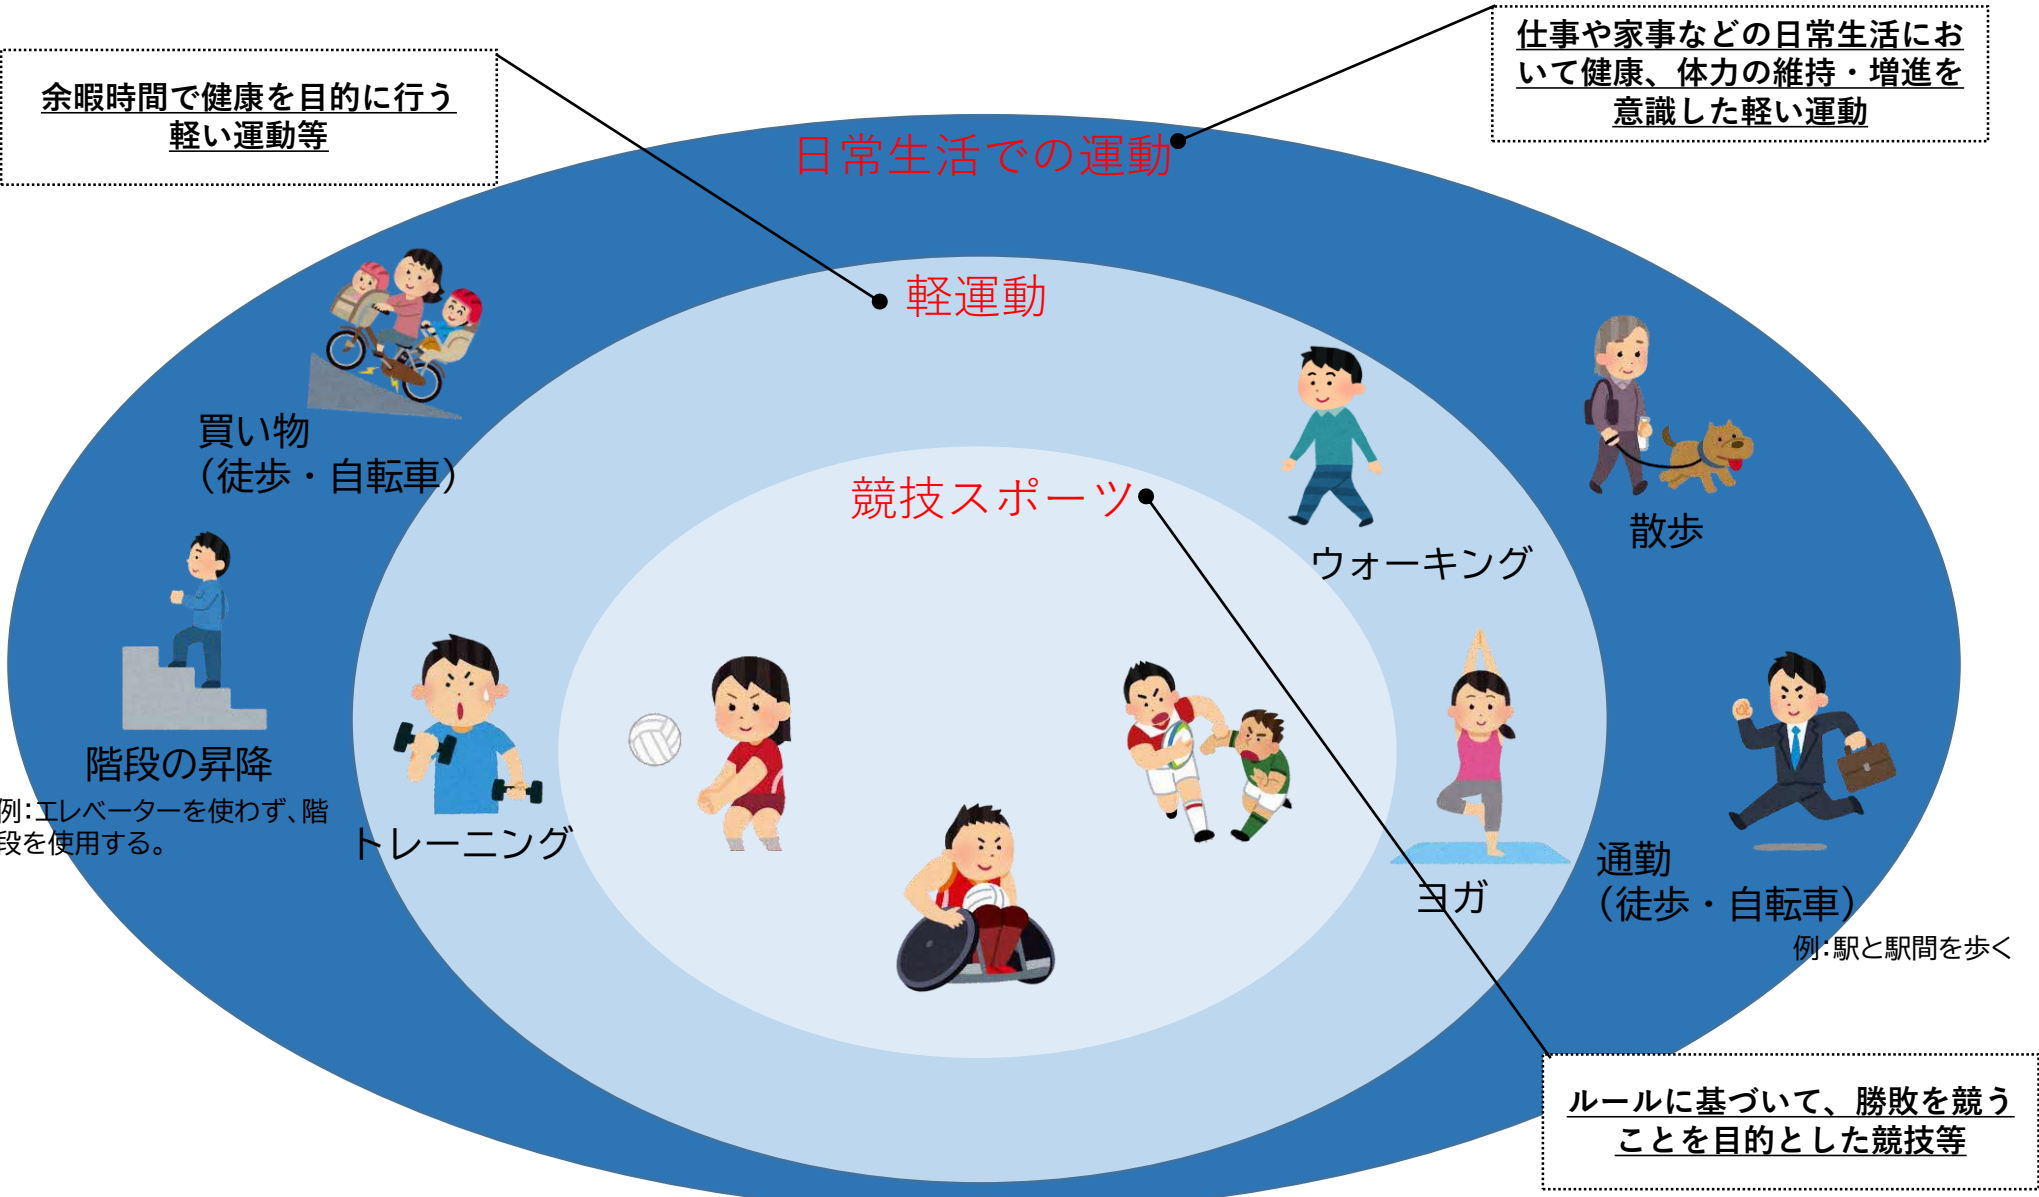 仕事や家事などの日常生活にお
いて健康、体力の維持・増進を
意識した軽い運動
余暇時間で健康を目的に行う
軽い運動等
日常生活での運動
軽運動
買い物
（徒歩・自転車）
競技スポーツ
散歩
ウォーキング
階段の昇降
例：エレベーターを使わず、階
段を使用する。
トレーニング
ヨガ
通勤
（徒歩・自転車）
例：駅と駅間を歩く
ルールに基づいて、勝敗を競う
ことを目的とした競技等